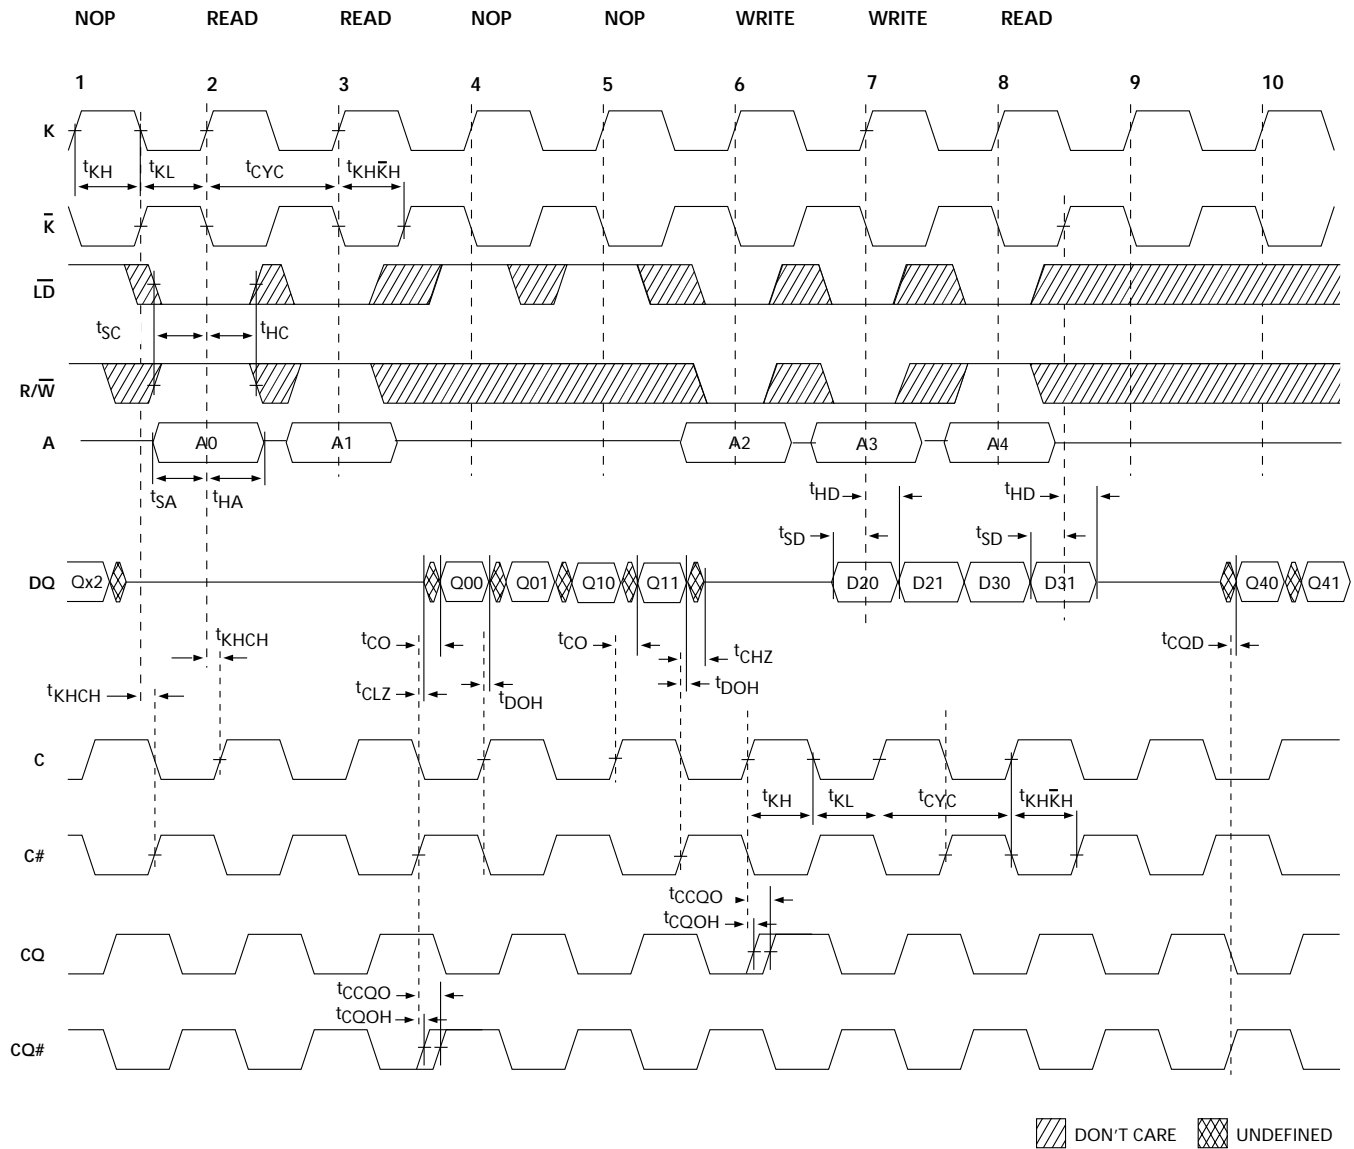 NOP READ READ NOP NOP WRITE WRITE READ
1 2 3 4 5 6 7 8 9 10
K
tKH tKL tCYC tKHK̅H
K̅
L̅D̅
tSC tHC
R/W̅
A A0 A1 A2 A3 A4
tSA tHA tHD tHD
tSD tSD
DQ Qx2 Q00 Q01 Q10 Q11 D20 D21 D30 D31 Q40 Q41
tKHCH tCO tCO tCHZ tCQD
tKHCH tCLZ tDOH tDOH
C
tKH tKL tCYC tKHK̅H
C#
tCCQO
tCQOH
CQ
tCCQO
tCQOH
CQ#
DON'T CARE UNDEFINED